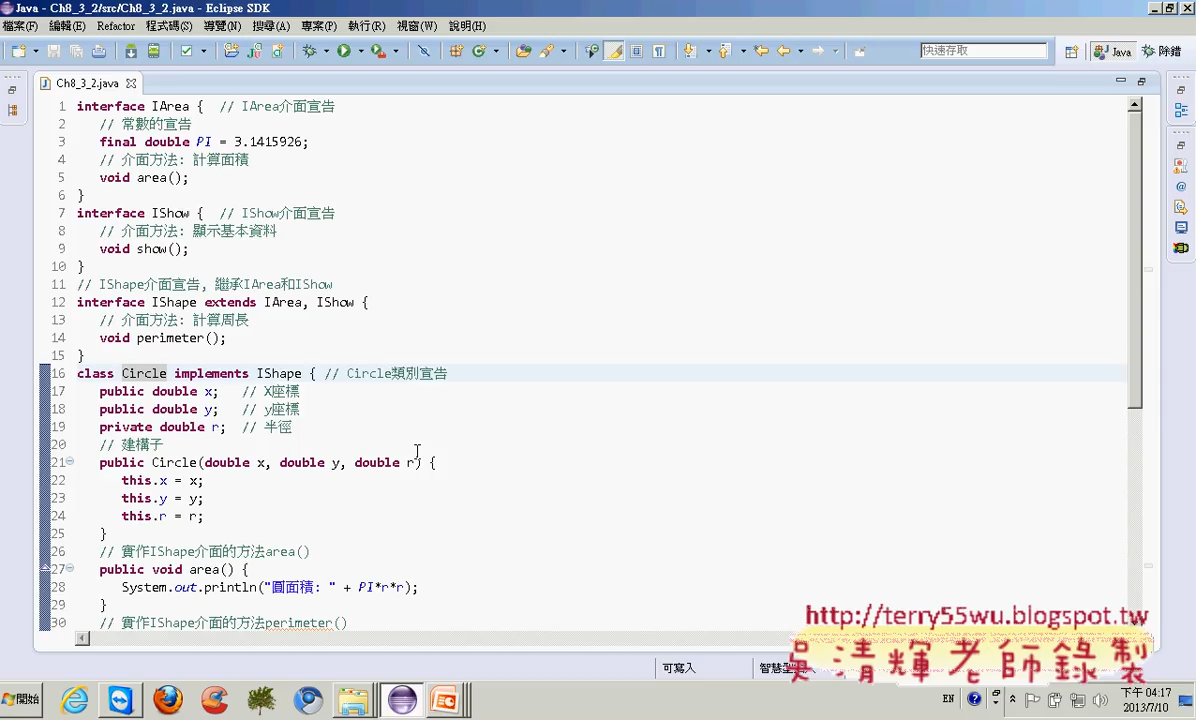 Java - Ch8_3_2/src/Ch8_3_2.java - Eclipse SDK
檔案(F) 編輯(E) Refactor 程式碼(S) 導覽(N) 搜尋(A) 專案(P) 執行(R) 視窗(W) 說明(H)
快速存取 Java 除錯
Ch8_3_2.java
1 interface IArea { // IArea介面宣告
2 // 常數的宣告
3 final double PI = 3.1415926;
4 // 介面方法: 計算面積
5 void area();
6 }
7 interface IShow { // IShow介面宣告
8 // 介面方法: 顯示基本資料
9 void show();
10 }
11 // IShape介面宣告, 繼承IArea和IShow
12 interface IShape extends IArea, IShow {
13 // 介面方法: 計算周長
14 void perimeter();
15 }
16 class Circle implements IShape { // Circle類別宣告
17 public double x; // X座標
18 public double y; // y座標
19 private double r; // 半徑
20 // 建構子
21 public Circle(double x, double y, double r) {
22 this.x = x;
23 this.y = y;
24 this.r = r;
25 }
26 // 實作IShape介面的方法area()
27 public void area() {
28 System.out.println("圓面積: " + PI*r*r);
29 }
30 // 實作IShape介面的方法perimeter()
http://terry55wu.blogspot.tw
吳清輝老師錄製
可寫入 智慧型
開始 EN 下午 04:17
2013/7/10